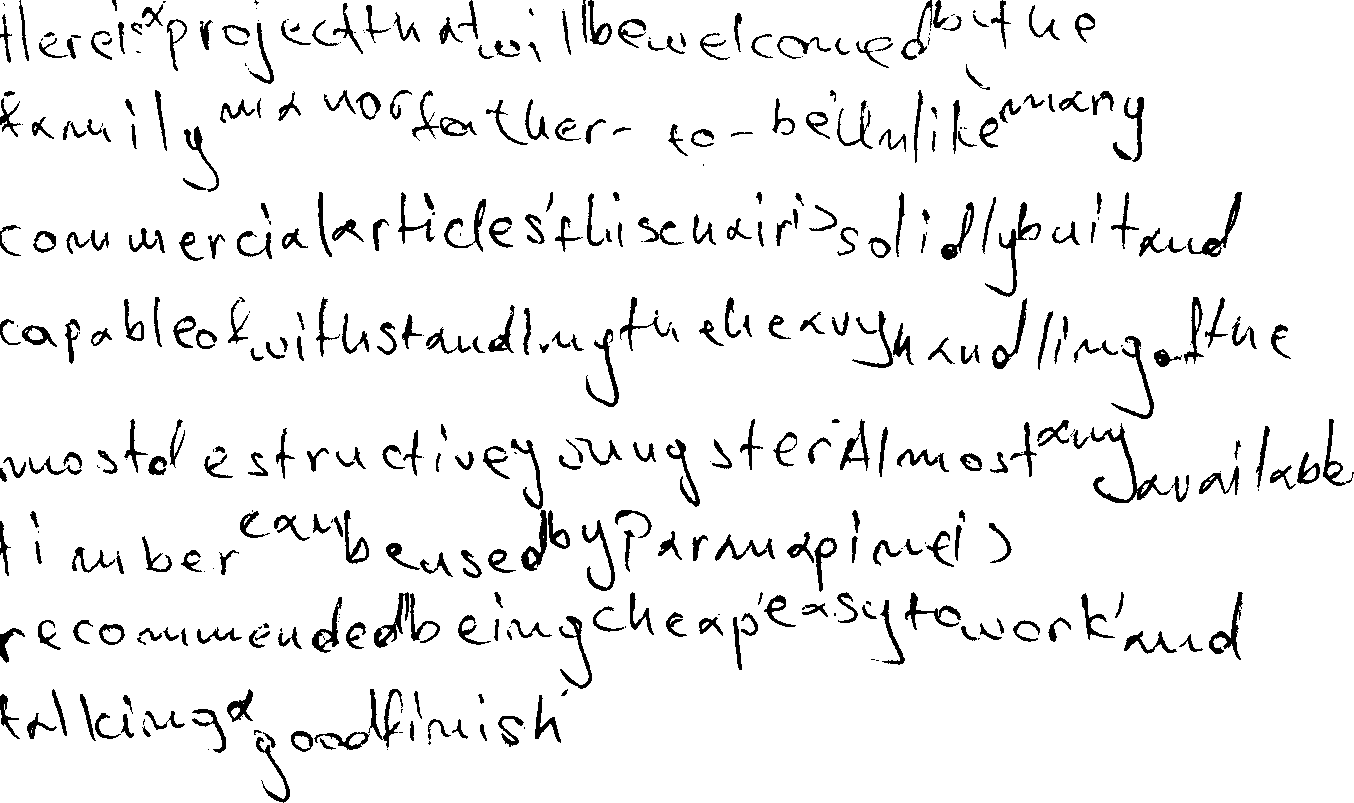 Here is a project that will be welcomed by the
family man or father-to-be. Unlike many
commercial articles, this chair is solidly built and
capable of withstanding the heavy handling of the
most destructive youngster. Almost any available
timber can be used by Parana pine is
recommended being cheap, easy to work, and
talking a good finish.